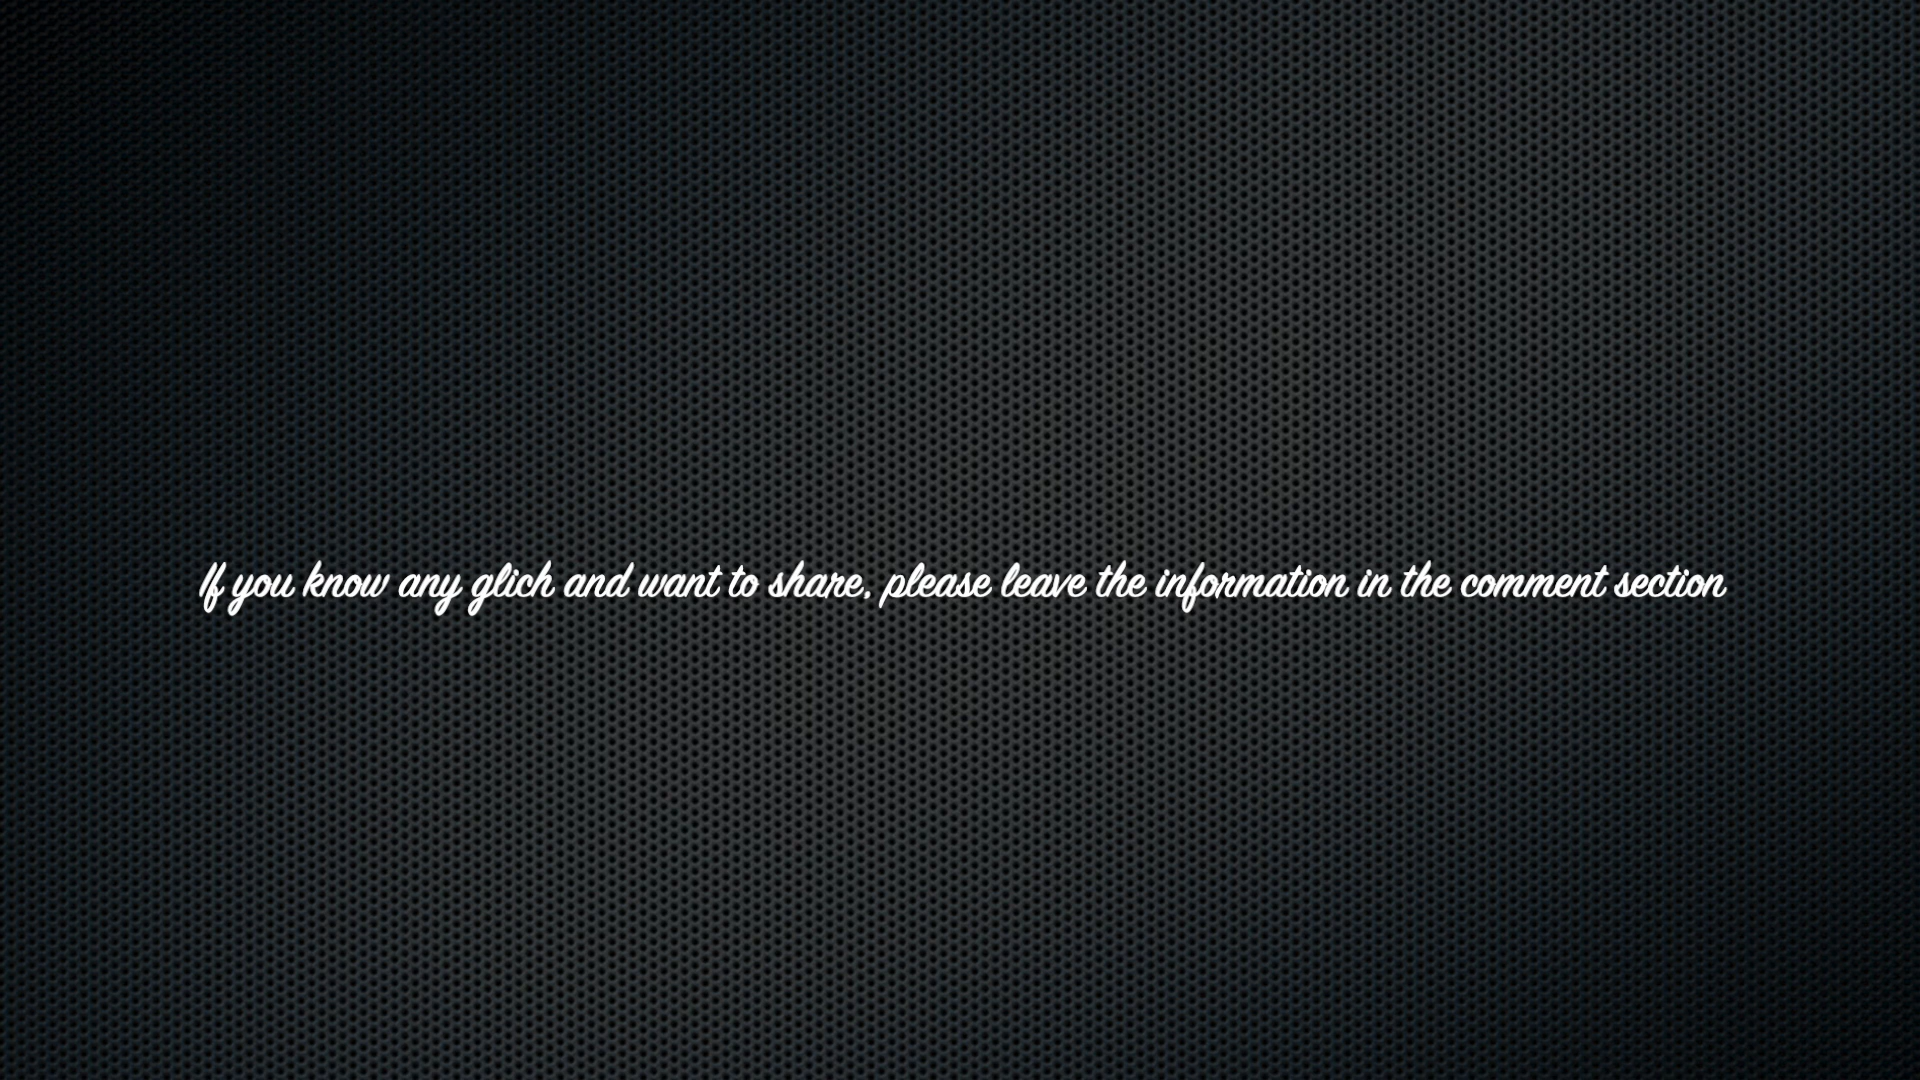 If you know any glich and want to share, please leave the information in the comment section